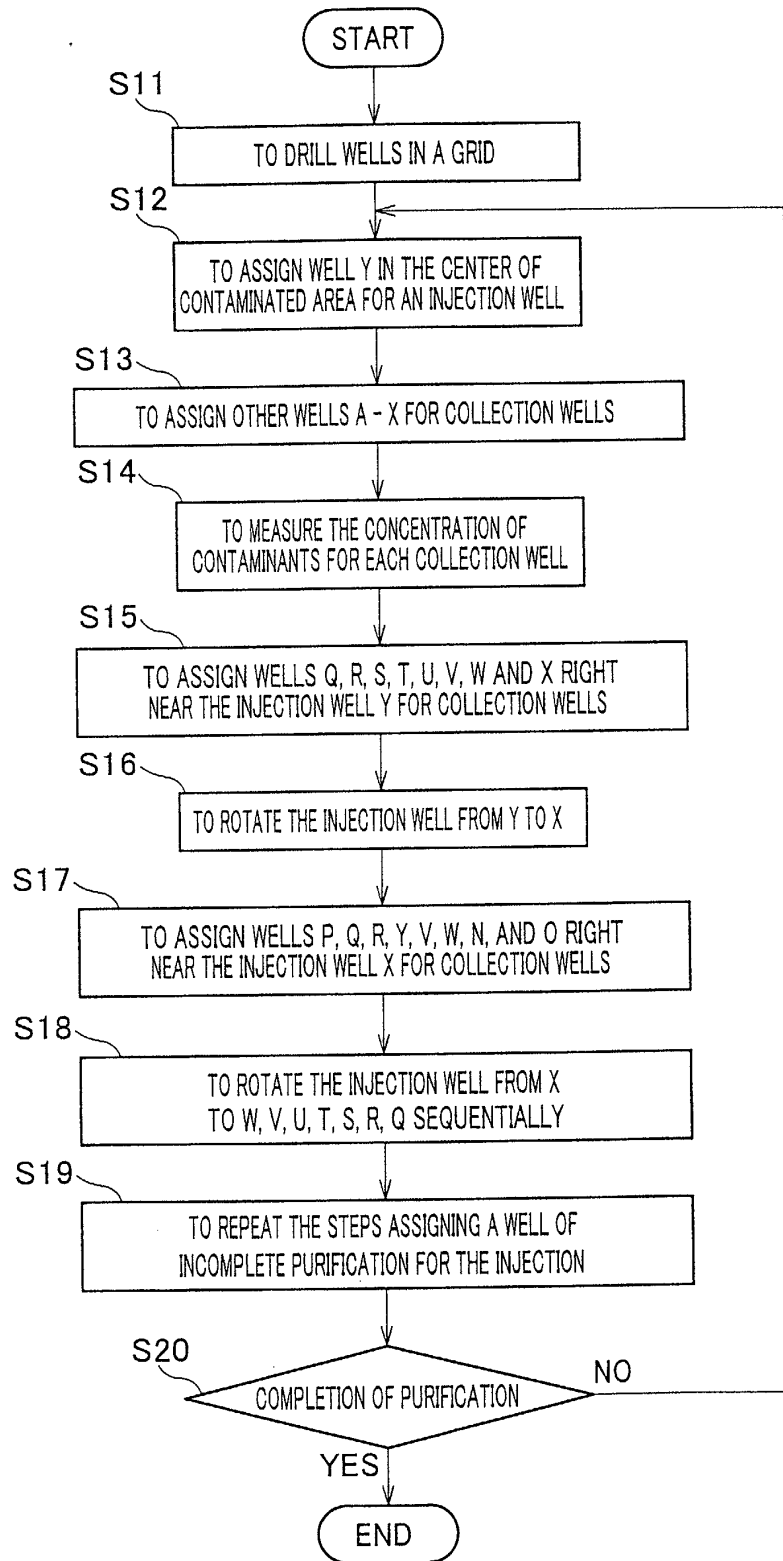 START
S11
TO DRILL WELLS IN A GRID
S12
TO ASSIGN WELL Y IN THE CENTER OF
CONTAMINATED AREA FOR AN INJECTION WELL
S13
TO ASSIGN OTHER WELLS A - X FOR COLLECTION WELLS
S14
TO MEASURE THE CONCENTRATION OF
CONTAMINANTS FOR EACH COLLECTION WELL
S15
TO ASSIGN WELLS Q, R, S, T, U, V, W AND X RIGHT
NEAR THE INJECTION WELL Y FOR COLLECTION WELLS
S16
TO ROTATE THE INJECTION WELL FROM Y TO X
S17
TO ASSIGN WELLS P, Q, R, Y, V, W, N, AND O RIGHT
NEAR THE INJECTION WELL X FOR COLLECTION WELLS
S18
TO ROTATE THE INJECTION WELL FROM X
TO W, V, U, T, S, R, Q SEQUENTIALLY
S19
TO REPEAT THE STEPS ASSIGNING A WELL OF
INCOMPLETE PURIFICATION FOR THE INJECTION
S20
COMPLETION OF PURIFICATION
NO
YES
END